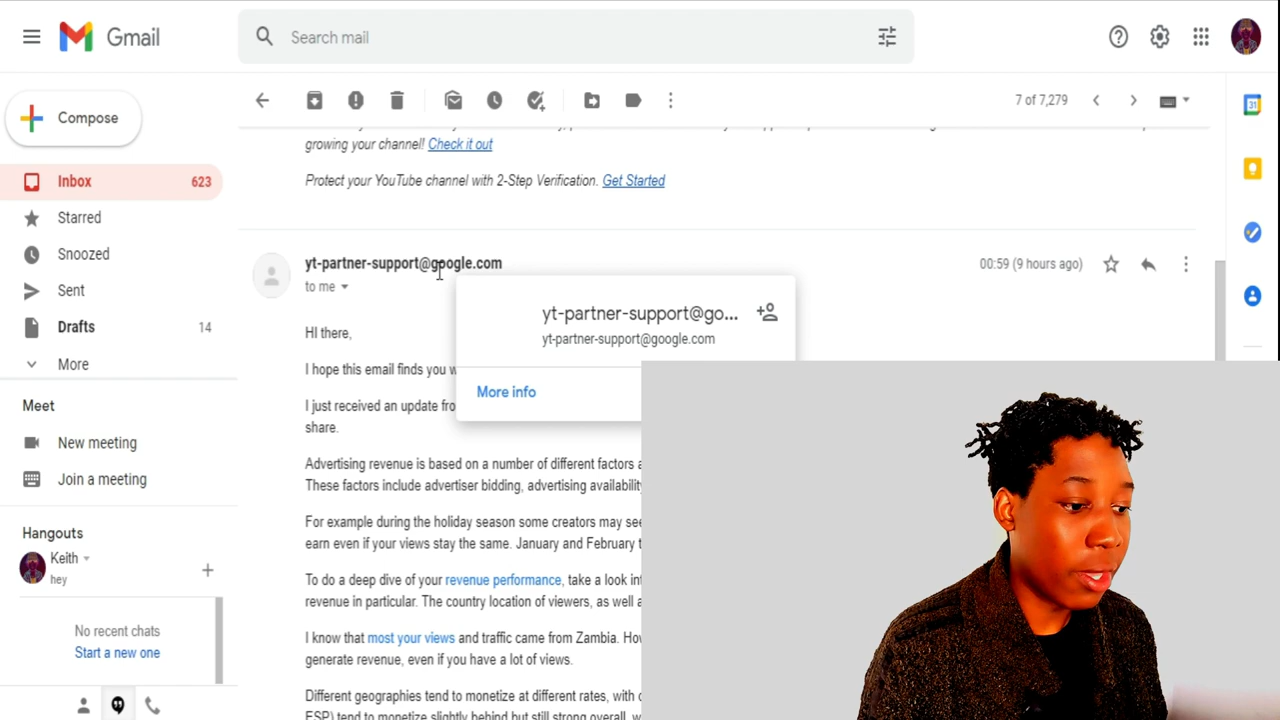 Gmail
Search mail
Compose
7 of 7,279
31
Inbox 623
Starred
Snoozed
Sent
Drafts 14
More
Meet
New meeting
Join a meeting
Hangouts
Keith
hey
No recent chats
Start a new one
growing your channel! Check it out
Protect your YouTube channel with 2-Step Verification. Get Started
yt-partner-support@google.com
00:59 (9 hours ago)
to me
yt-partner-support@go...
yt-partner-support@google.com
More info
HI there,
I hope this email finds you
I just received an update
share.
Advertising revenue is based on a number of different factors
These factors include advertiser bidding, advertising availability
For example during the holiday season some creators may see
earn even if your views stay the same. January and February
To do a deep dive of your revenue performance, take a look
revenue in particular. The country location of viewers, as well
I know that most your views and traffic came from Zambia.
generate revenue, even if you have a lot of views.
Different geographies tend to monetize at different rates, with
ESP) tend to monetize slightly behind but still strong overall,